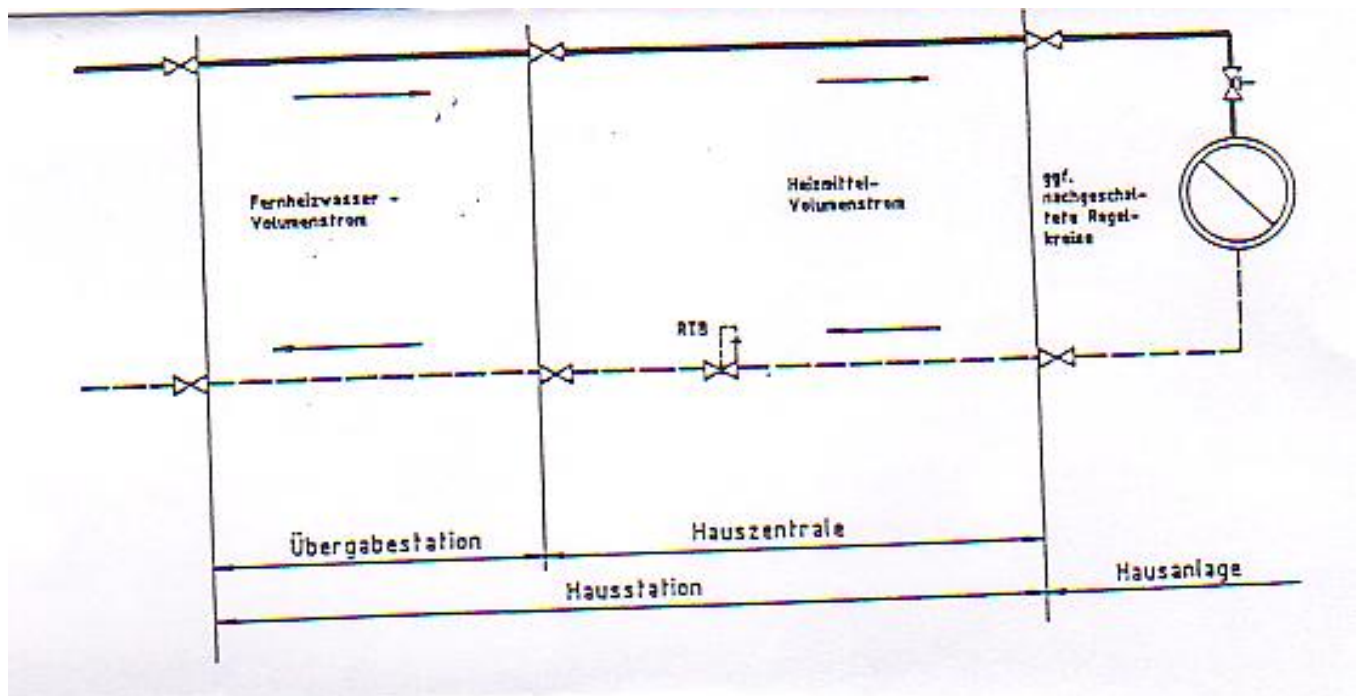 Fernheizwasser -
Volumenstrom
Heizmittel-
Volumenstrom
ggf.
nachgeschal-
tete Regel-
kreise
RTB
Übergabestation
Hauszentrale
Hausstation
Hausanlage